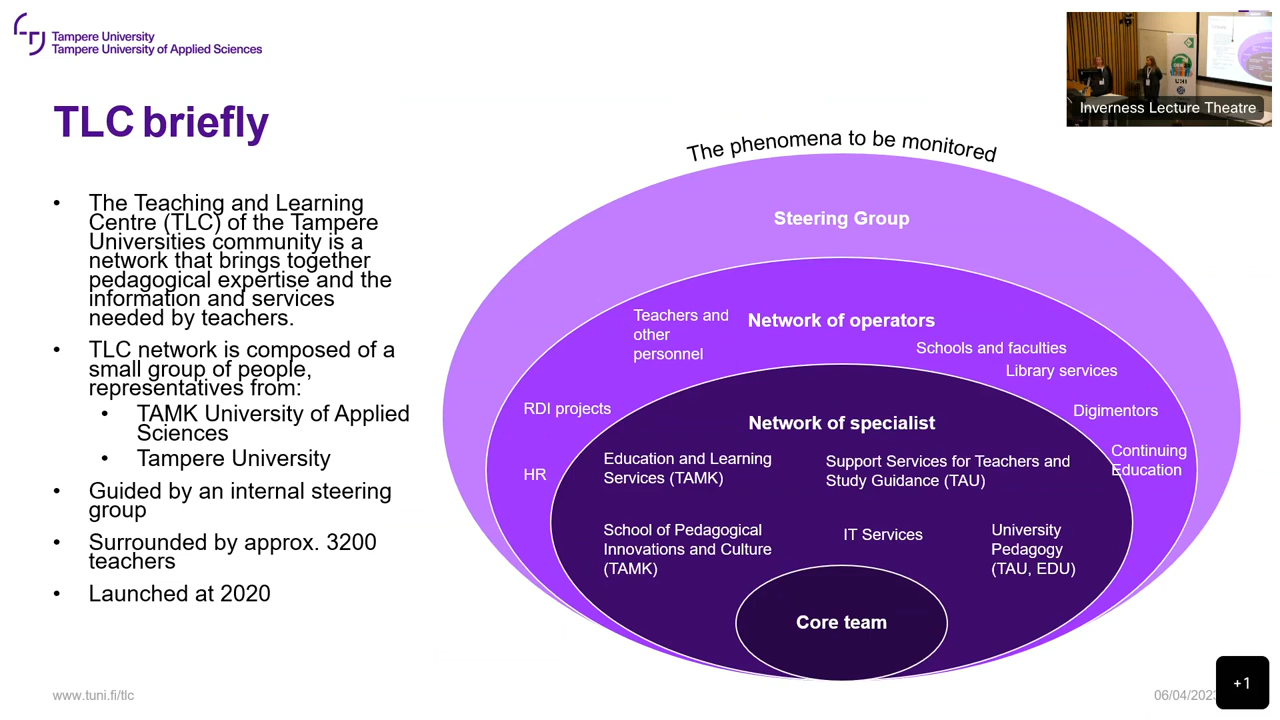 Tampere University
Tampere University of Applied Sciences
Inverness Lecture Theatre
TLC briefly
• The Teaching and Learning
Centre (TLC) of the Tampere
Universities community is a
network that brings together
pedagogical expertise and the
information and services
needed by teachers.
• TLC network is composed of a
small group of people,
representatives from:
• TAMK University of Applied
Sciences
• Tampere University
• Guided by an internal steering
group
• Surrounded by approx. 3200
teachers
• Launched at 2020
The phenomena to be monitored
Steering Group
Network of operators
Teachers and
other
personnel
Schools and faculties
Library services
RDI projects
Digimentors
HR
Continuing
Education
Network of specialist
Education and Learning
Services (TAMK)
Support Services for Teachers and
Study Guidance (TAU)
School of Pedagogical
Innovations and Culture
(TAMK)
IT Services
University
Pedagogy
(TAU, EDU)
Core team
www.tuni.fi/tlc
06/04/2023
+1